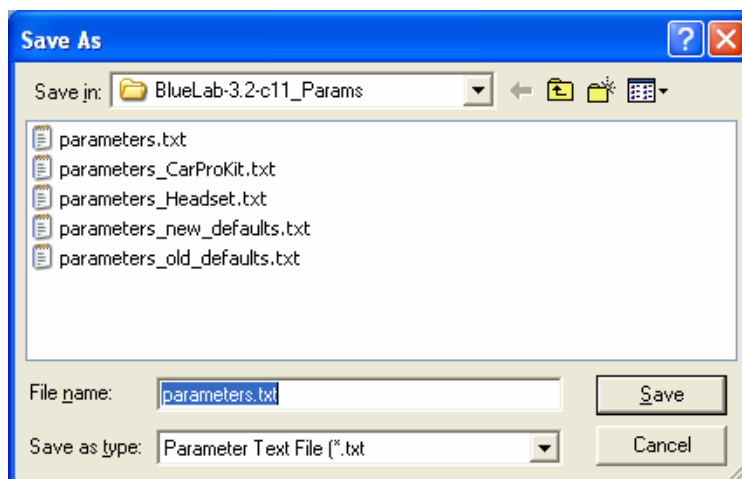 Save As
Save in: BlueLab-3.2-c11_Params
parameters.txt
parameters_CarProKit.txt
parameters_Headset.txt
parameters_new_defaults.txt
parameters_old_defaults.txt
File name: parameters.txt Save
Save as type: Parameter Text File (*.txt Cancel